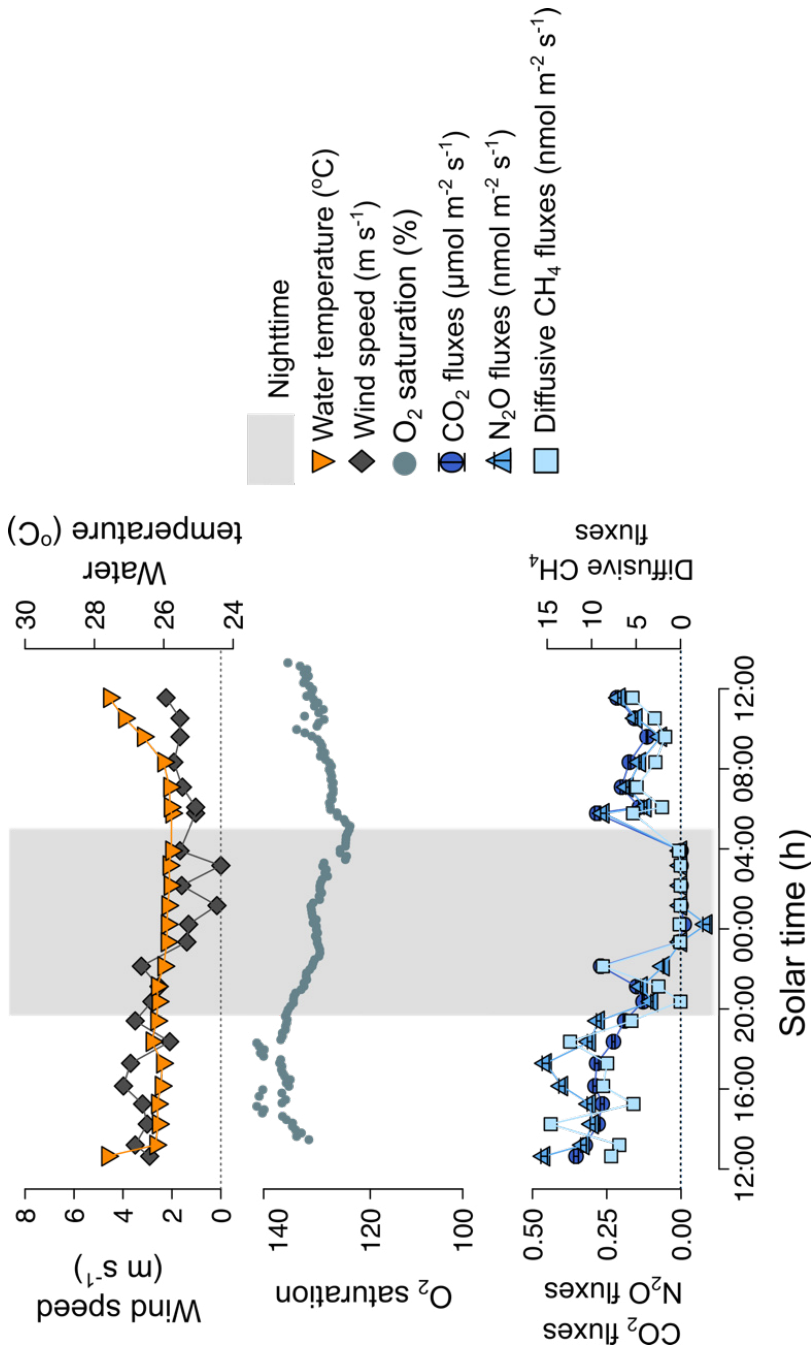 Wind speed
(m s⁻¹)
8
6
4
2
0
30
28
26
24
Water
temperature (°C)
O₂ saturation
140
120
100
CO₂ fluxes
N₂O fluxes
0.50
0.25
0.00
15
10
5
0
Diffusive CH₄
fluxes
12:00
16:00
20:00
00:00
04:00
08:00
12:00
Solar time (h)
Nighttime
Water temperature (°C)
Wind speed (m s⁻¹)
O₂ saturation (%)
CO₂ fluxes (µmol m⁻² s⁻¹)
N₂O fluxes (nmol m⁻² s⁻¹)
Diffusive CH₄ fluxes (nmol m⁻² s⁻¹)